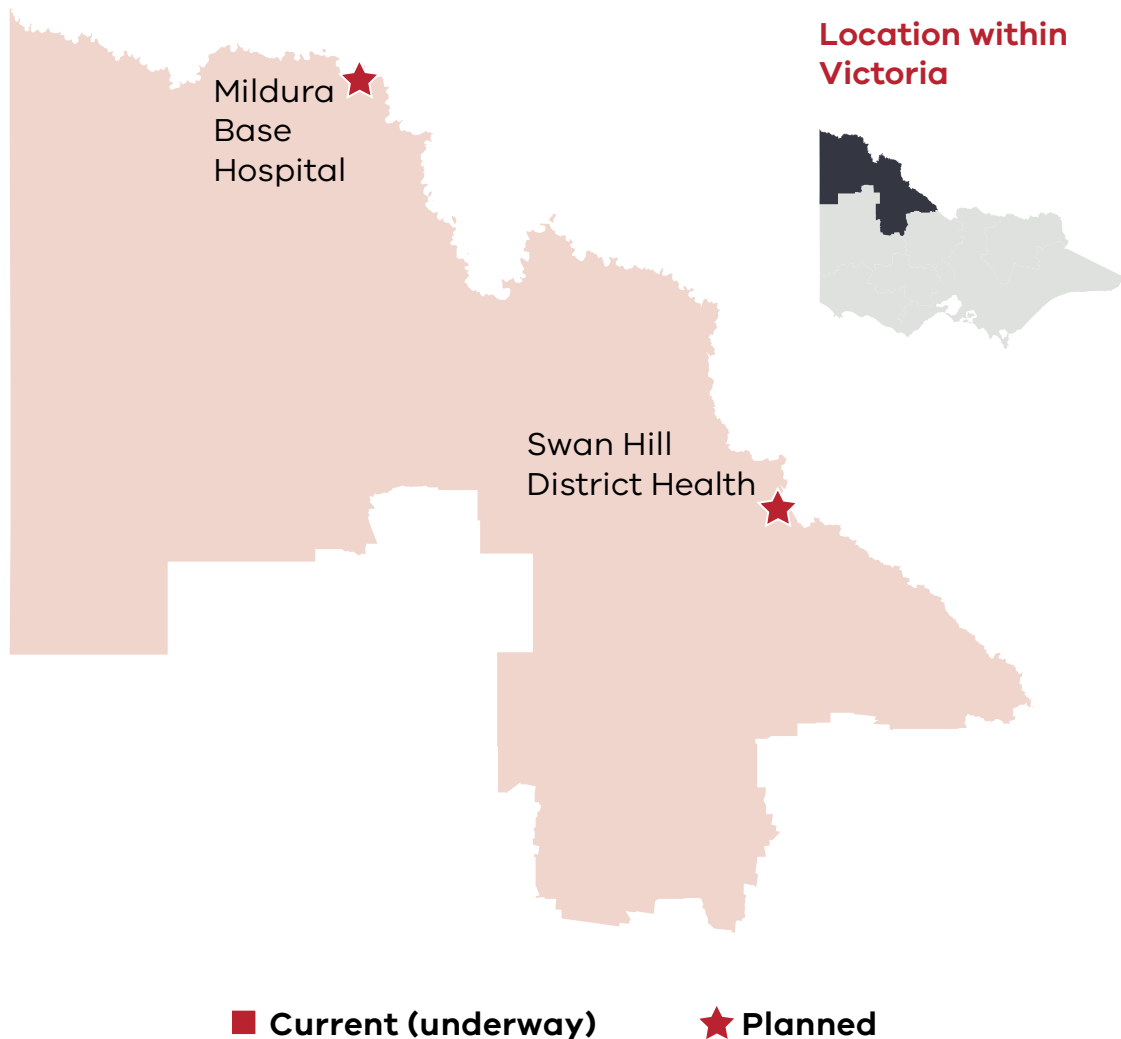 Location within
Victoria
Mildura
Base
Hospital
Swan Hill
District Health
Current (underway)
Planned